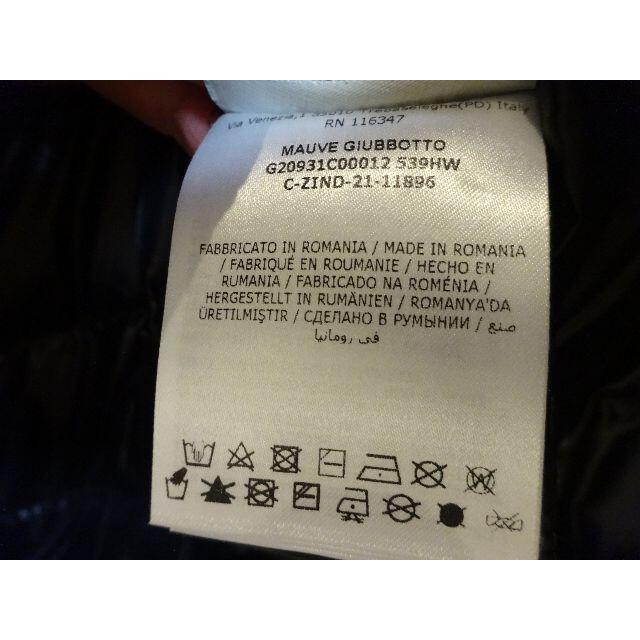 Via Venezia,1 35010 Trebaseleghe(PD) Italy
RN 116347
MAUVE GIUBBOTTO
G20931C00012 539HW
C-ZIND-21-11896
FABBRICATO IN ROMANIA / MADE IN ROMANIA
/ FABRIQUÉ EN ROUMANIE / HECHO EN
RUMANIA / FABRICADO NA ROMÉNIA /
HERGESTELLT IN RUMÄNIEN / ROMANYA'DA
ÜRETILMIŞTIR / СДЕЛАНО В РУМЫНИИ / صنع
في رومانيا